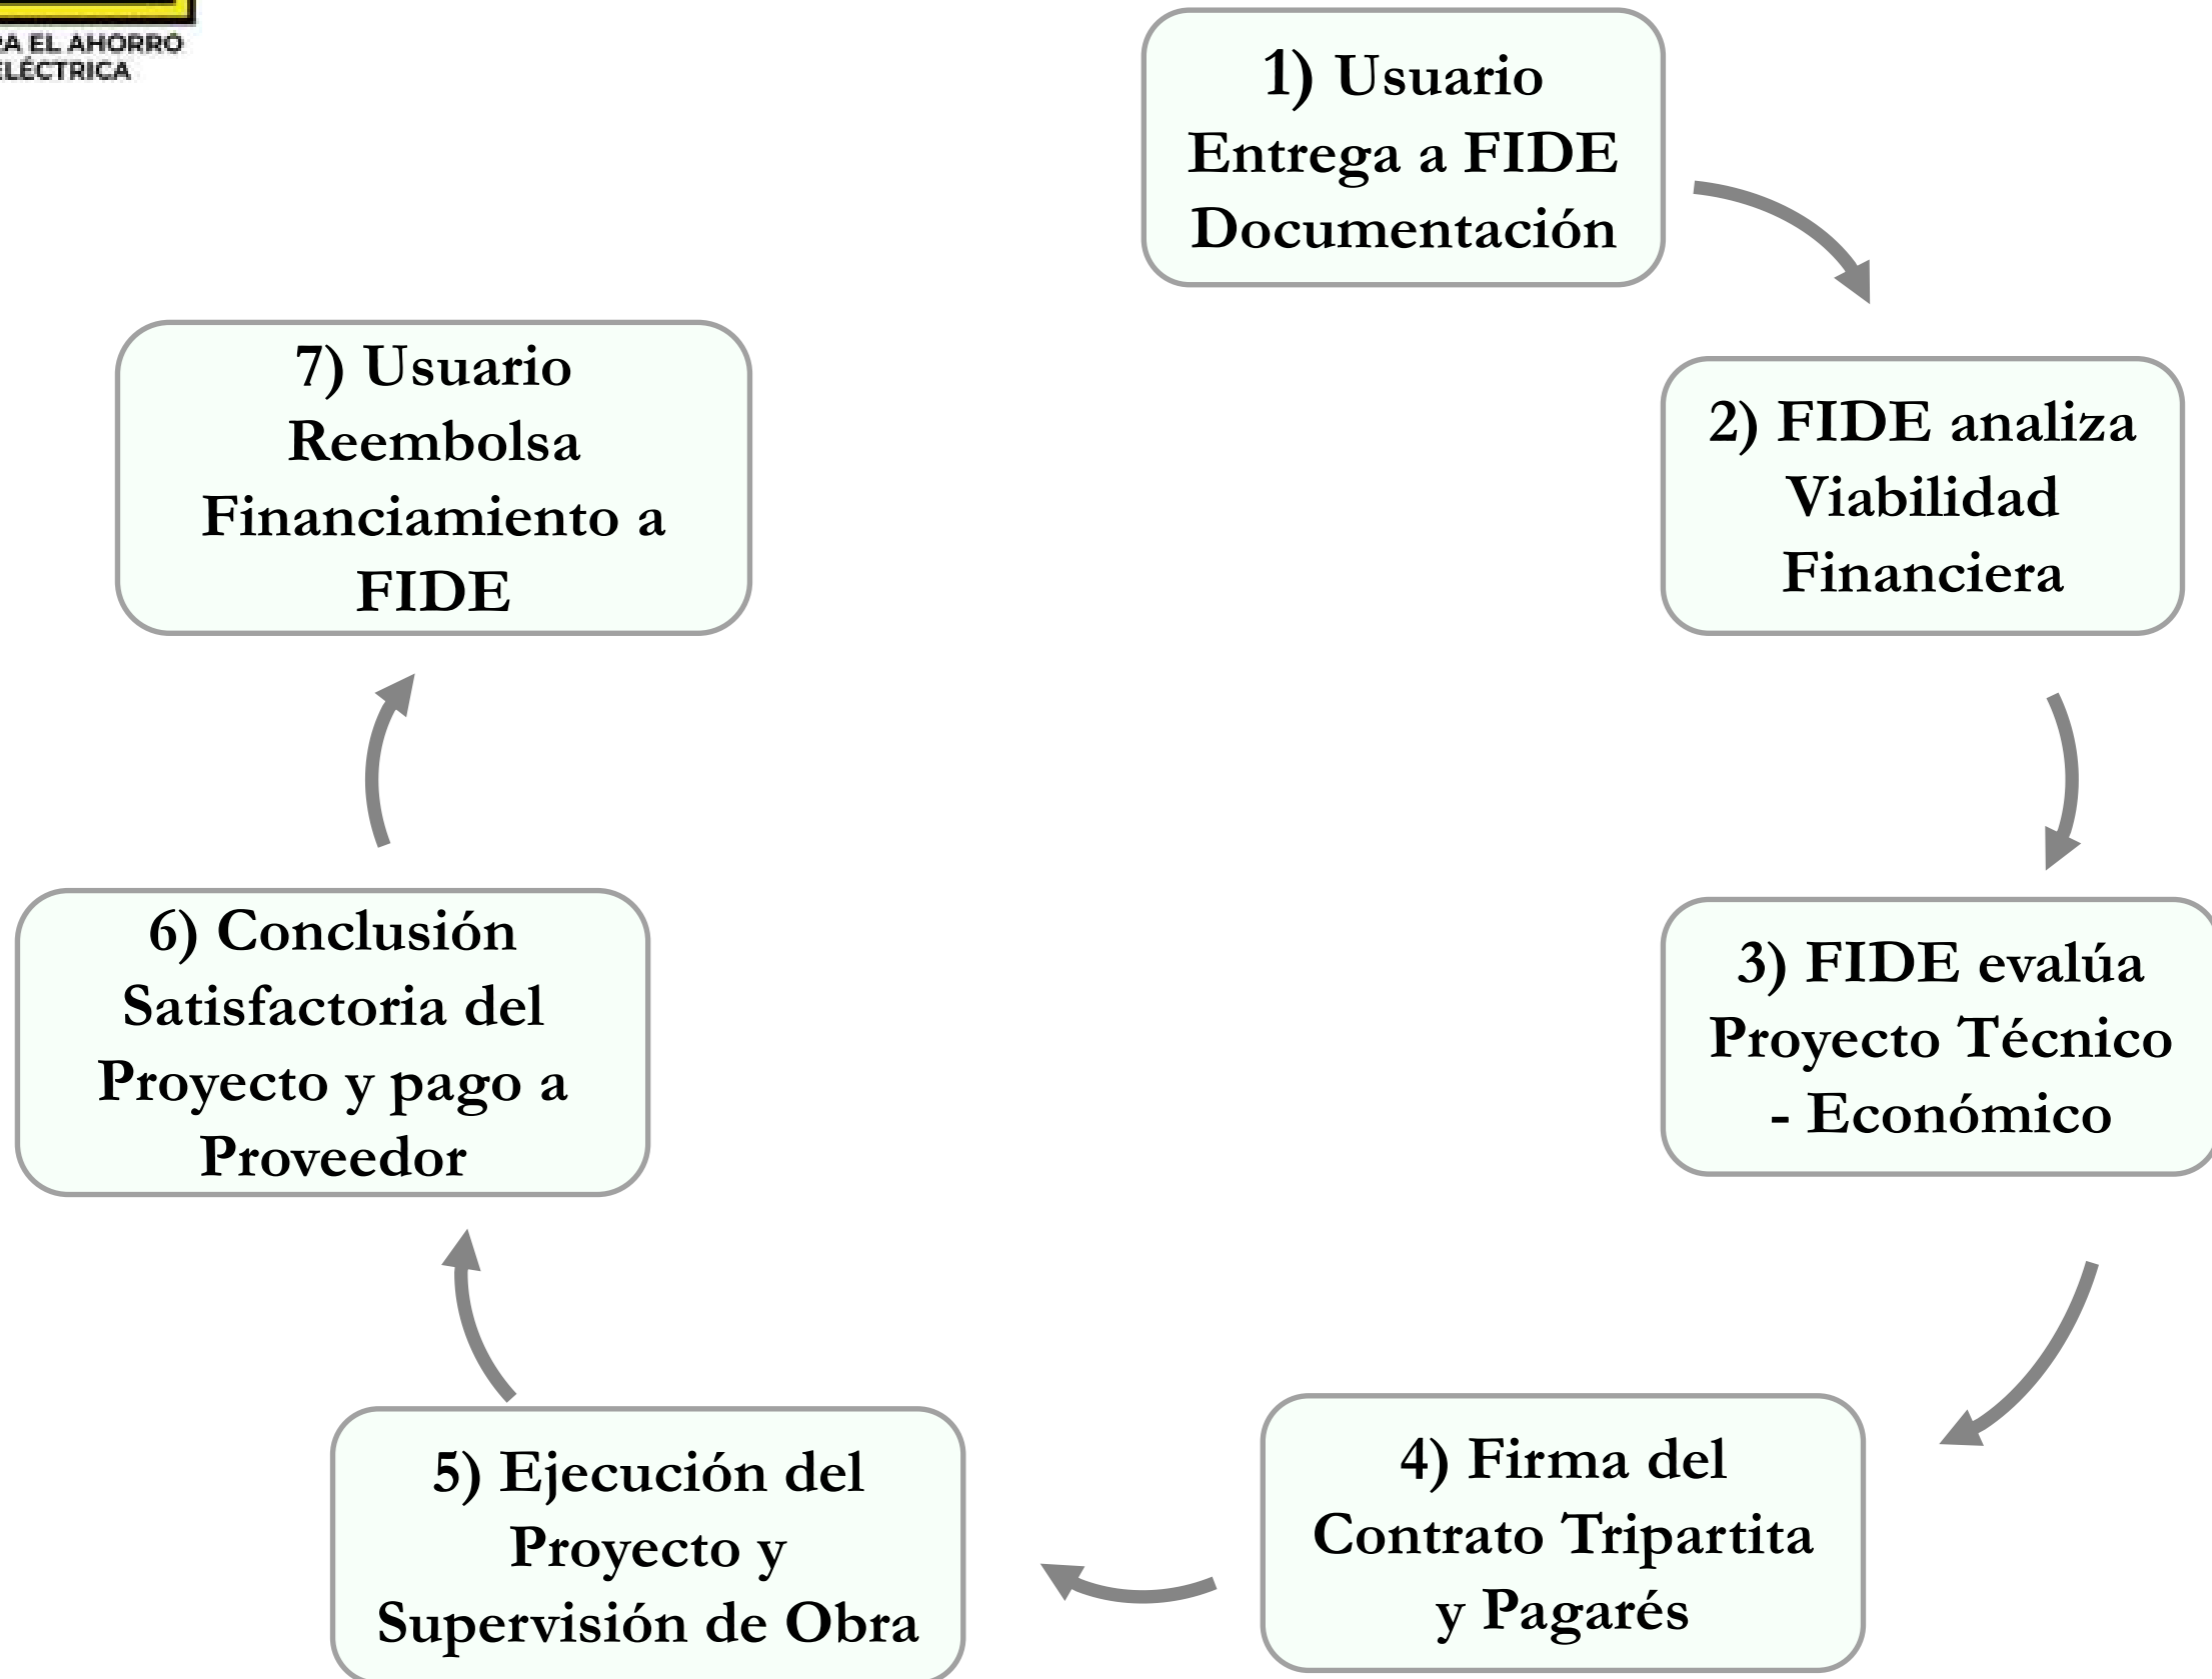 EL AHORRO
ELÉCTRICA
1) Usuario
Entrega a FIDE
Documentación
2) FIDE analiza
Viabilidad
Financiera
3) FIDE evalúa
Proyecto Técnico
- Económico
4) Firma del
Contrato Tripartita
y Pagarés
5) Ejecución del
Proyecto y
Supervisión de Obra
6) Conclusión
Satisfactoria del
Proyecto y pago a
Proveedor
7) Usuario
Reembolsa
Financiamiento a
FIDE